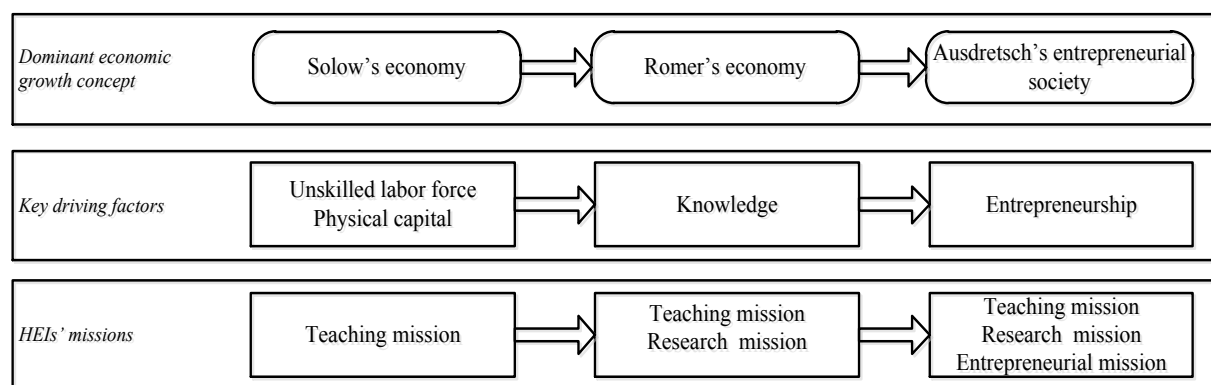 Dominant economic
growth concept
Solow's economy
Romer's economy
Ausdretsch's entrepreneurial
society
Key driving factors
Unskilled labor force
Physical capital
Knowledge
Entrepreneurship
HEIs' missions
Teaching mission
Teaching mission
Research mission
Teaching mission
Research mission
Entrepreneurial mission